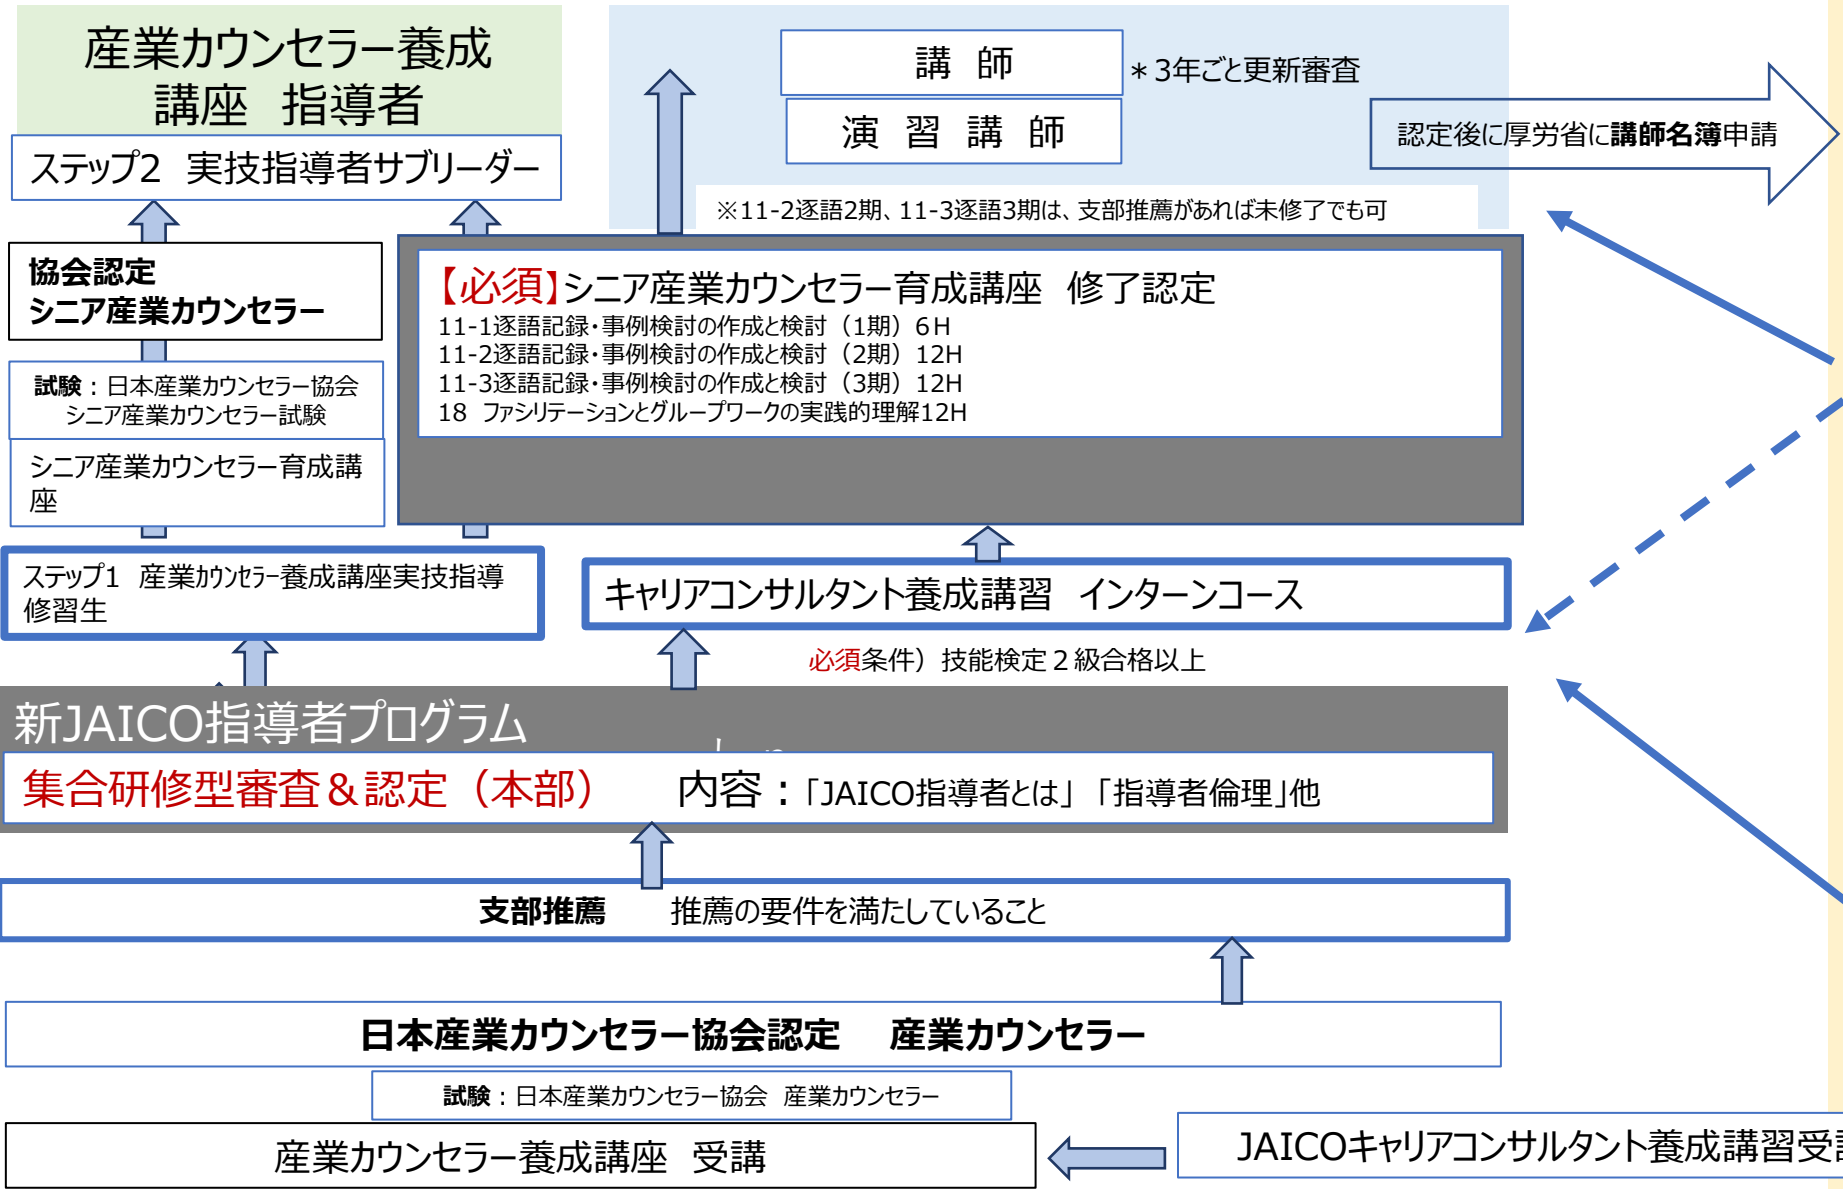 産業カウンセラー養成
講座 指導者
ステップ2 実技指導者サブリーダー
協会認定
シニア産業カウンセラー
試験：日本産業カウンセラー協会
シニア産業カウンセラー試験
シニア産業カウンセラー育成講
座
ステップ1 産業カウンセラー養成講座実技指導
修習生
講 師
＊3年ごと更新審査
演 習 講 師
認定後に厚労省に講師名簿申請
※11-2逐語2期、11-3逐語3期は、支部推薦があれば未修了でも可
【必須】シニア産業カウンセラー育成講座 修了認定
11-1逐語記録・事例検討の作成と検討（1期）6H
11-2逐語記録・事例検討の作成と検討（2期）12H
11-3逐語記録・事例検討の作成と検討（3期）12H
18 ファシリテーションとグループワークの実践的理解12H
キャリアコンサルタント養成講習 インターンコース
必須条件）技能検定２級合格以上
新JAICO指導者プログラム
集合研修型審査＆認定（本部） 内容：「JAICO指導者とは」「指導者倫理」他
支部推薦 推薦の要件を満たしていること
日本産業カウンセラー協会認定 産業カウンセラー
試験：日本産業カウンセラー協会 産業カウンセラー
産業カウンセラー養成講座 受講
JAICOキャリアコンサルタント養成講習受